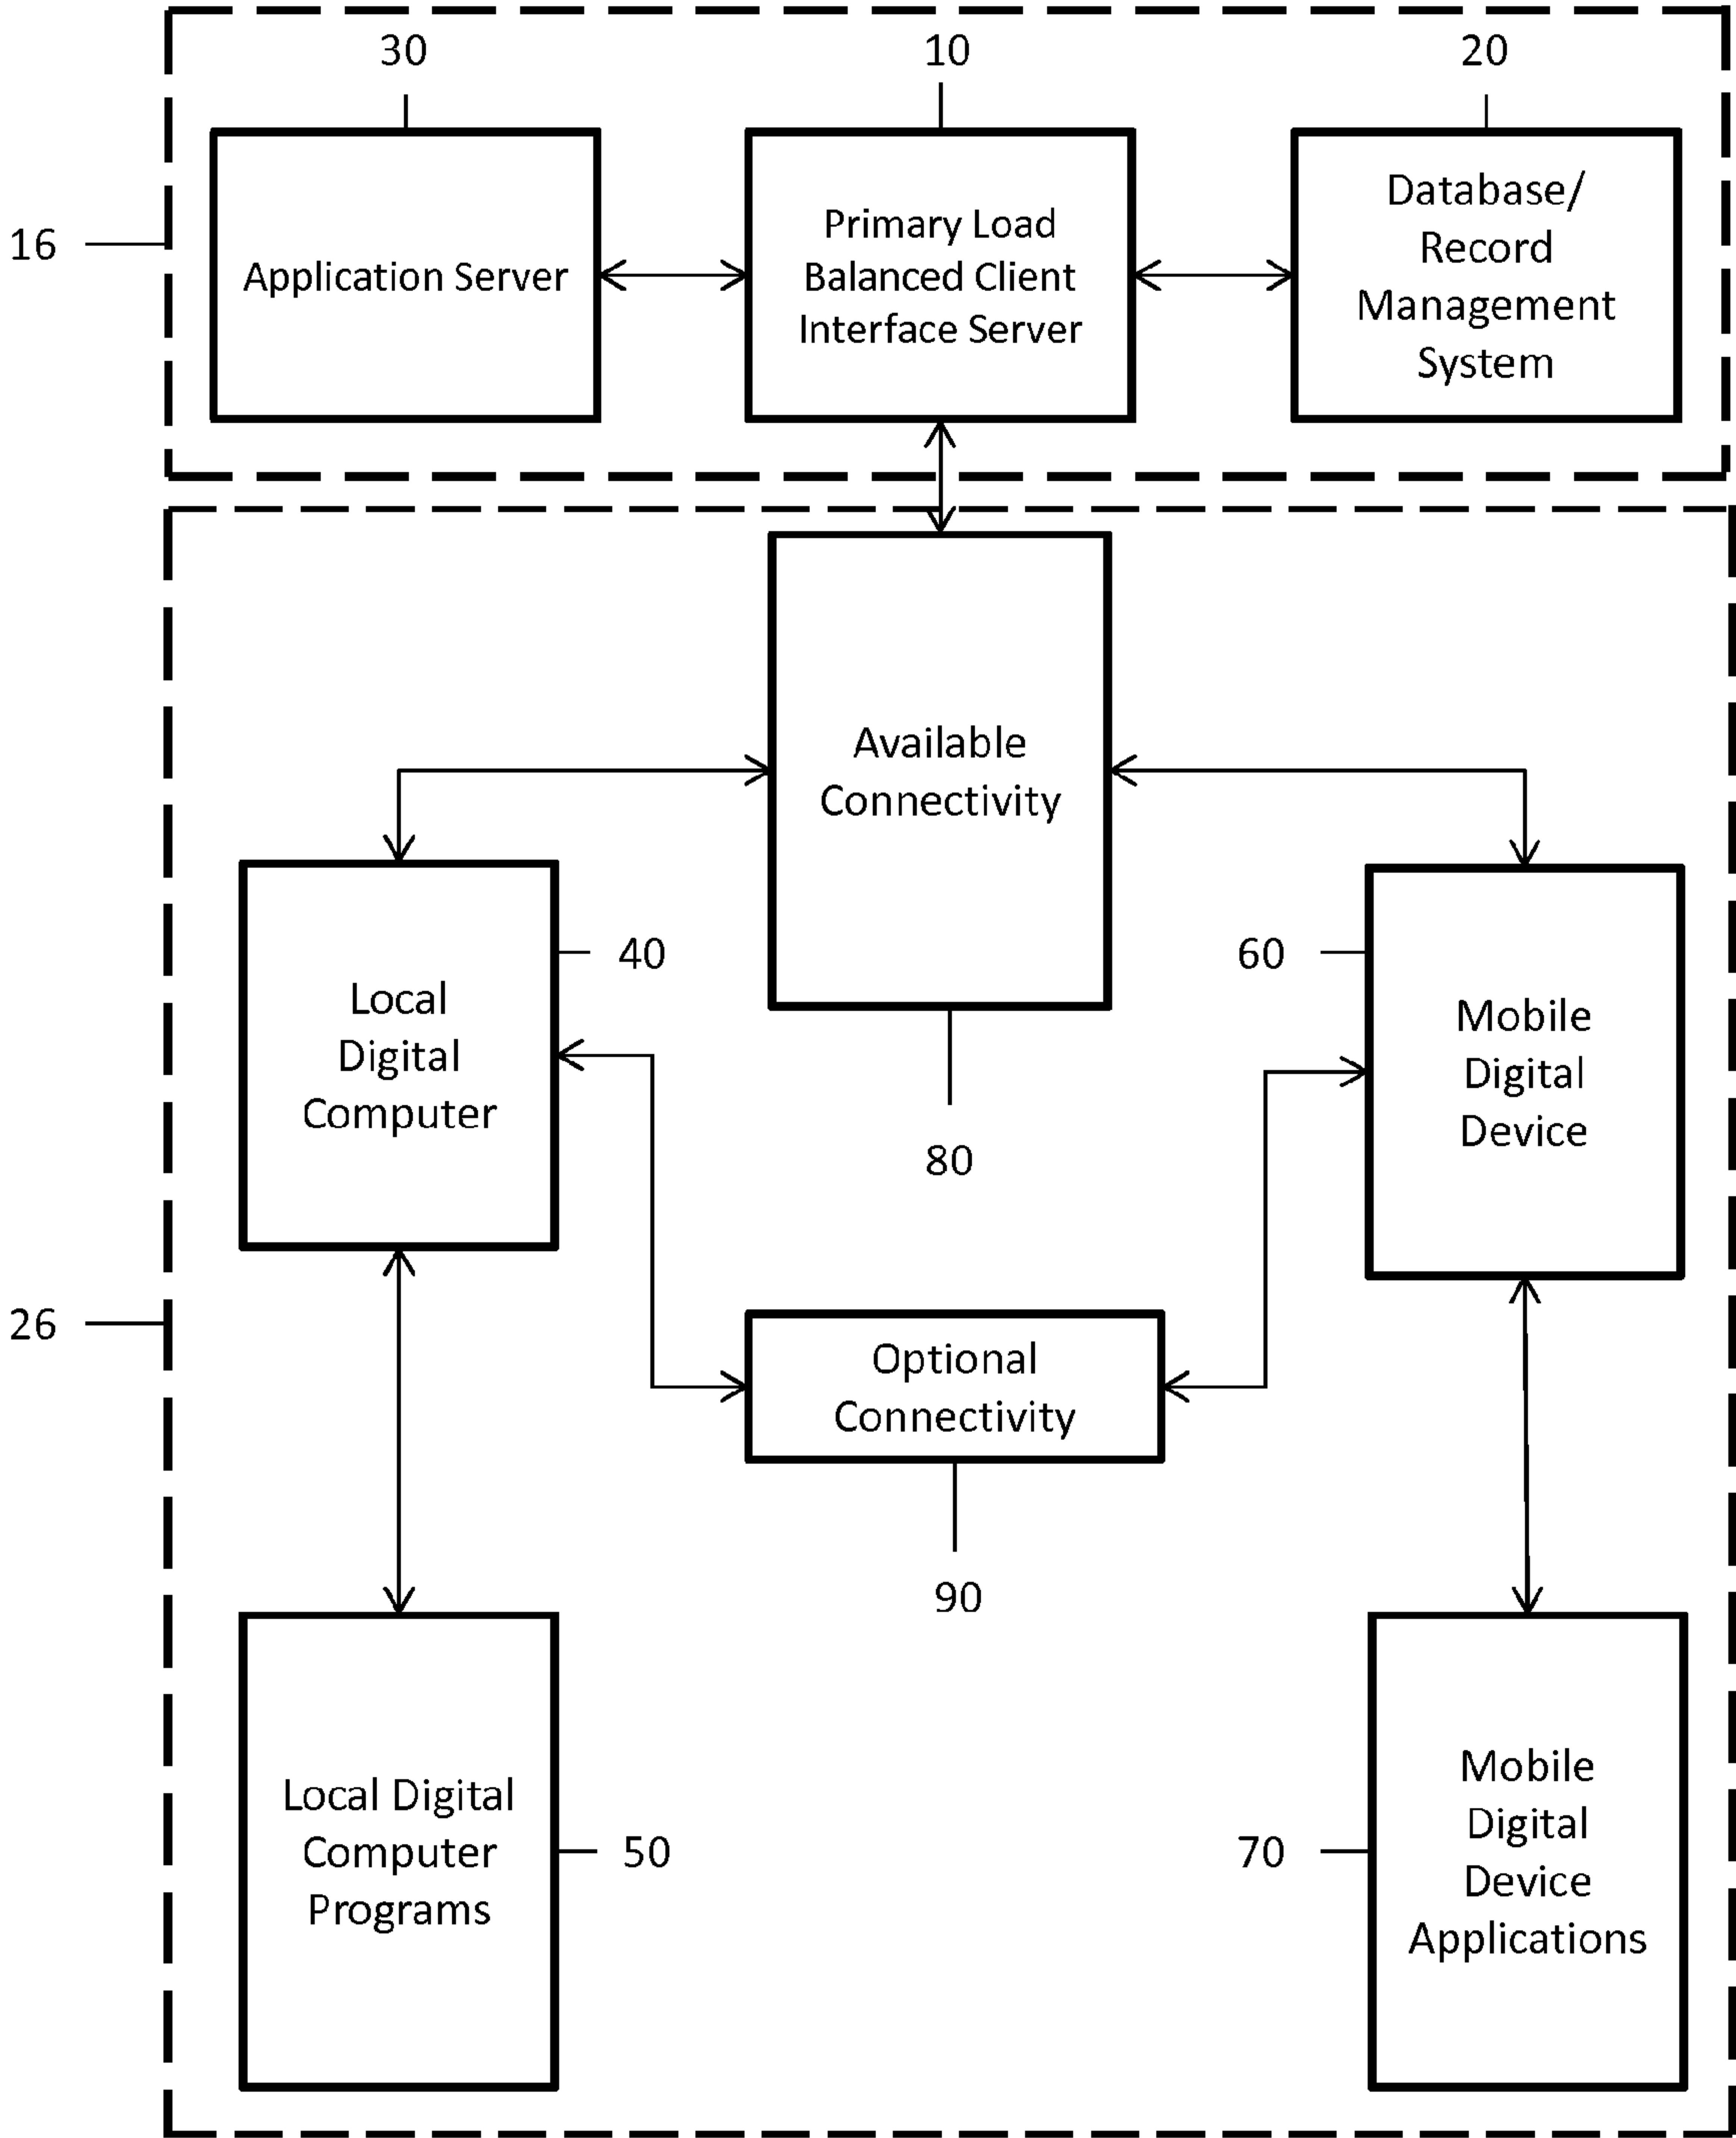 30
10
20
16
Application Server
Primary Load
Balanced Client
Interface Server
Database/
Record
Management
System
Available
Connectivity
40
60
Local
Digital
Computer
Mobile
Digital
Device
80
26
Optional
Connectivity
90
Local Digital
Computer
Programs
50
70
Mobile
Digital
Device
Applications